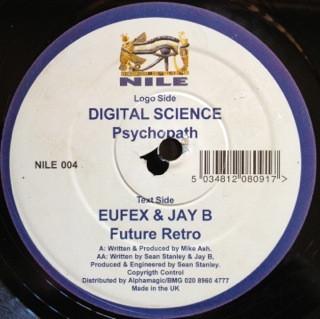 NILE
Logo Side
DIGITAL SCIENCE
Psychopath
NILE 004
5 034812 080917 >
Text Side
EUFEX & JAY B
Future Retro
A: Written & Produced by Mike Ash.
AA: Written by Sean Stanley & Jay B,
Produced & Engineered by Sean Stanley.
Copyrigth Control
Distributed by Alphamagic/BMG 020 8960 4777
Made in the UK